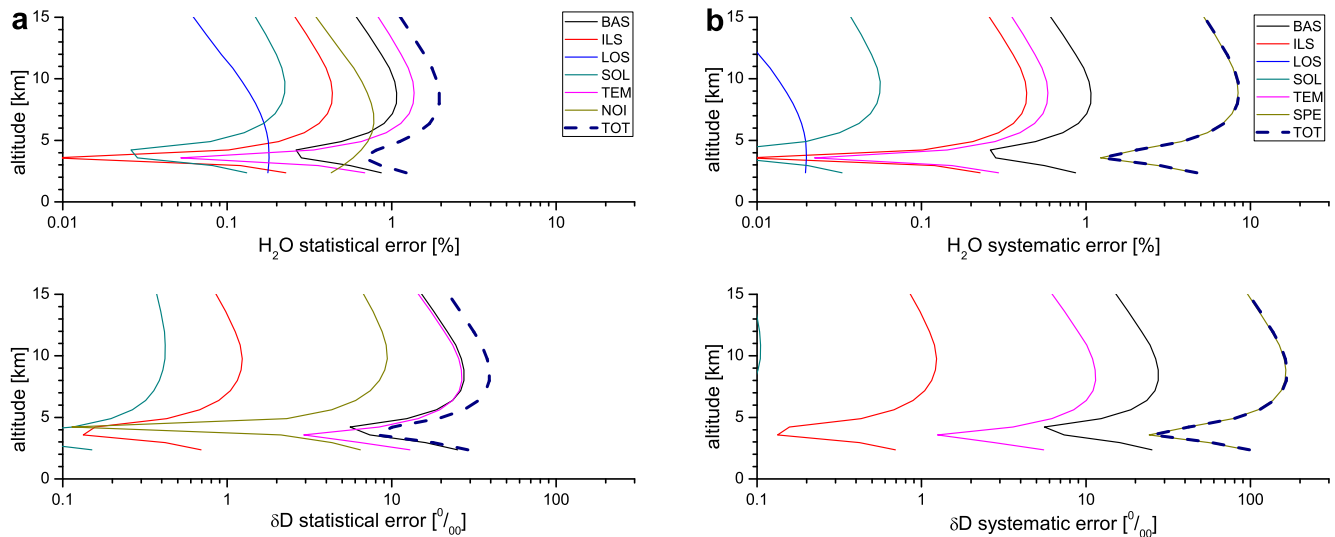 a
BAS
ILS
LOS
SOL
TEM
NOI
TOT
altitude [km]
15
10
5
0
0.01
0.1
1
10
H₂O statistical error [%]
altitude [km]
15
10
5
0
0.1
1
10
100
δD statistical error [⁰/₀₀]
b
BAS
ILS
LOS
SOL
TEM
SPE
TOT
altitude [km]
15
10
5
0
0.01
0.1
1
10
H₂O systematic error [%]
altitude [km]
15
10
5
0
0.1
1
10
100
δD systematic error [⁰/₀₀]